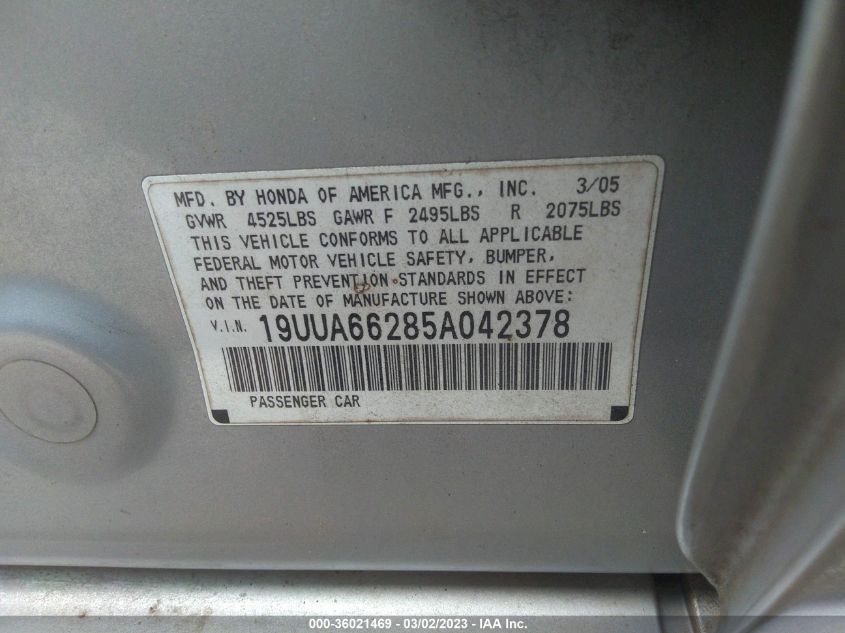 MFD. BY HONDA OF AMERICA MFG., INC. 3/05
GVWR 4525LBS GAWR F 2495LBS R 2075LBS
THIS VEHICLE CONFORMS TO ALL APPLICABLE
FEDERAL MOTOR VEHICLE SAFETY, BUMPER,
AND THEFT PREVENTION STANDARDS IN EFFECT
ON THE DATE OF MANUFACTURE SHOWN ABOVE:
V.I.N. 19UUA66285A042378
PASSENGER CAR
000-36021469 - 03/02/2023 - IAA Inc.